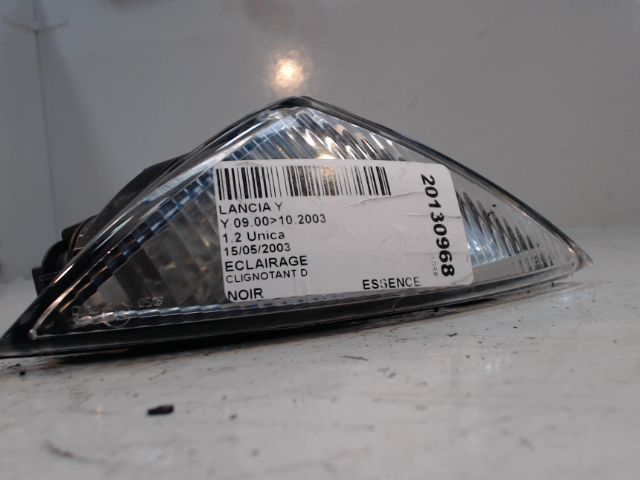 LANCIA Y
Y 09.00>10.2003
1.2 Unica
15/05/2003
ECLAIRAGE
CLIGNOTANT D
NOIR ESSENCE
20130968